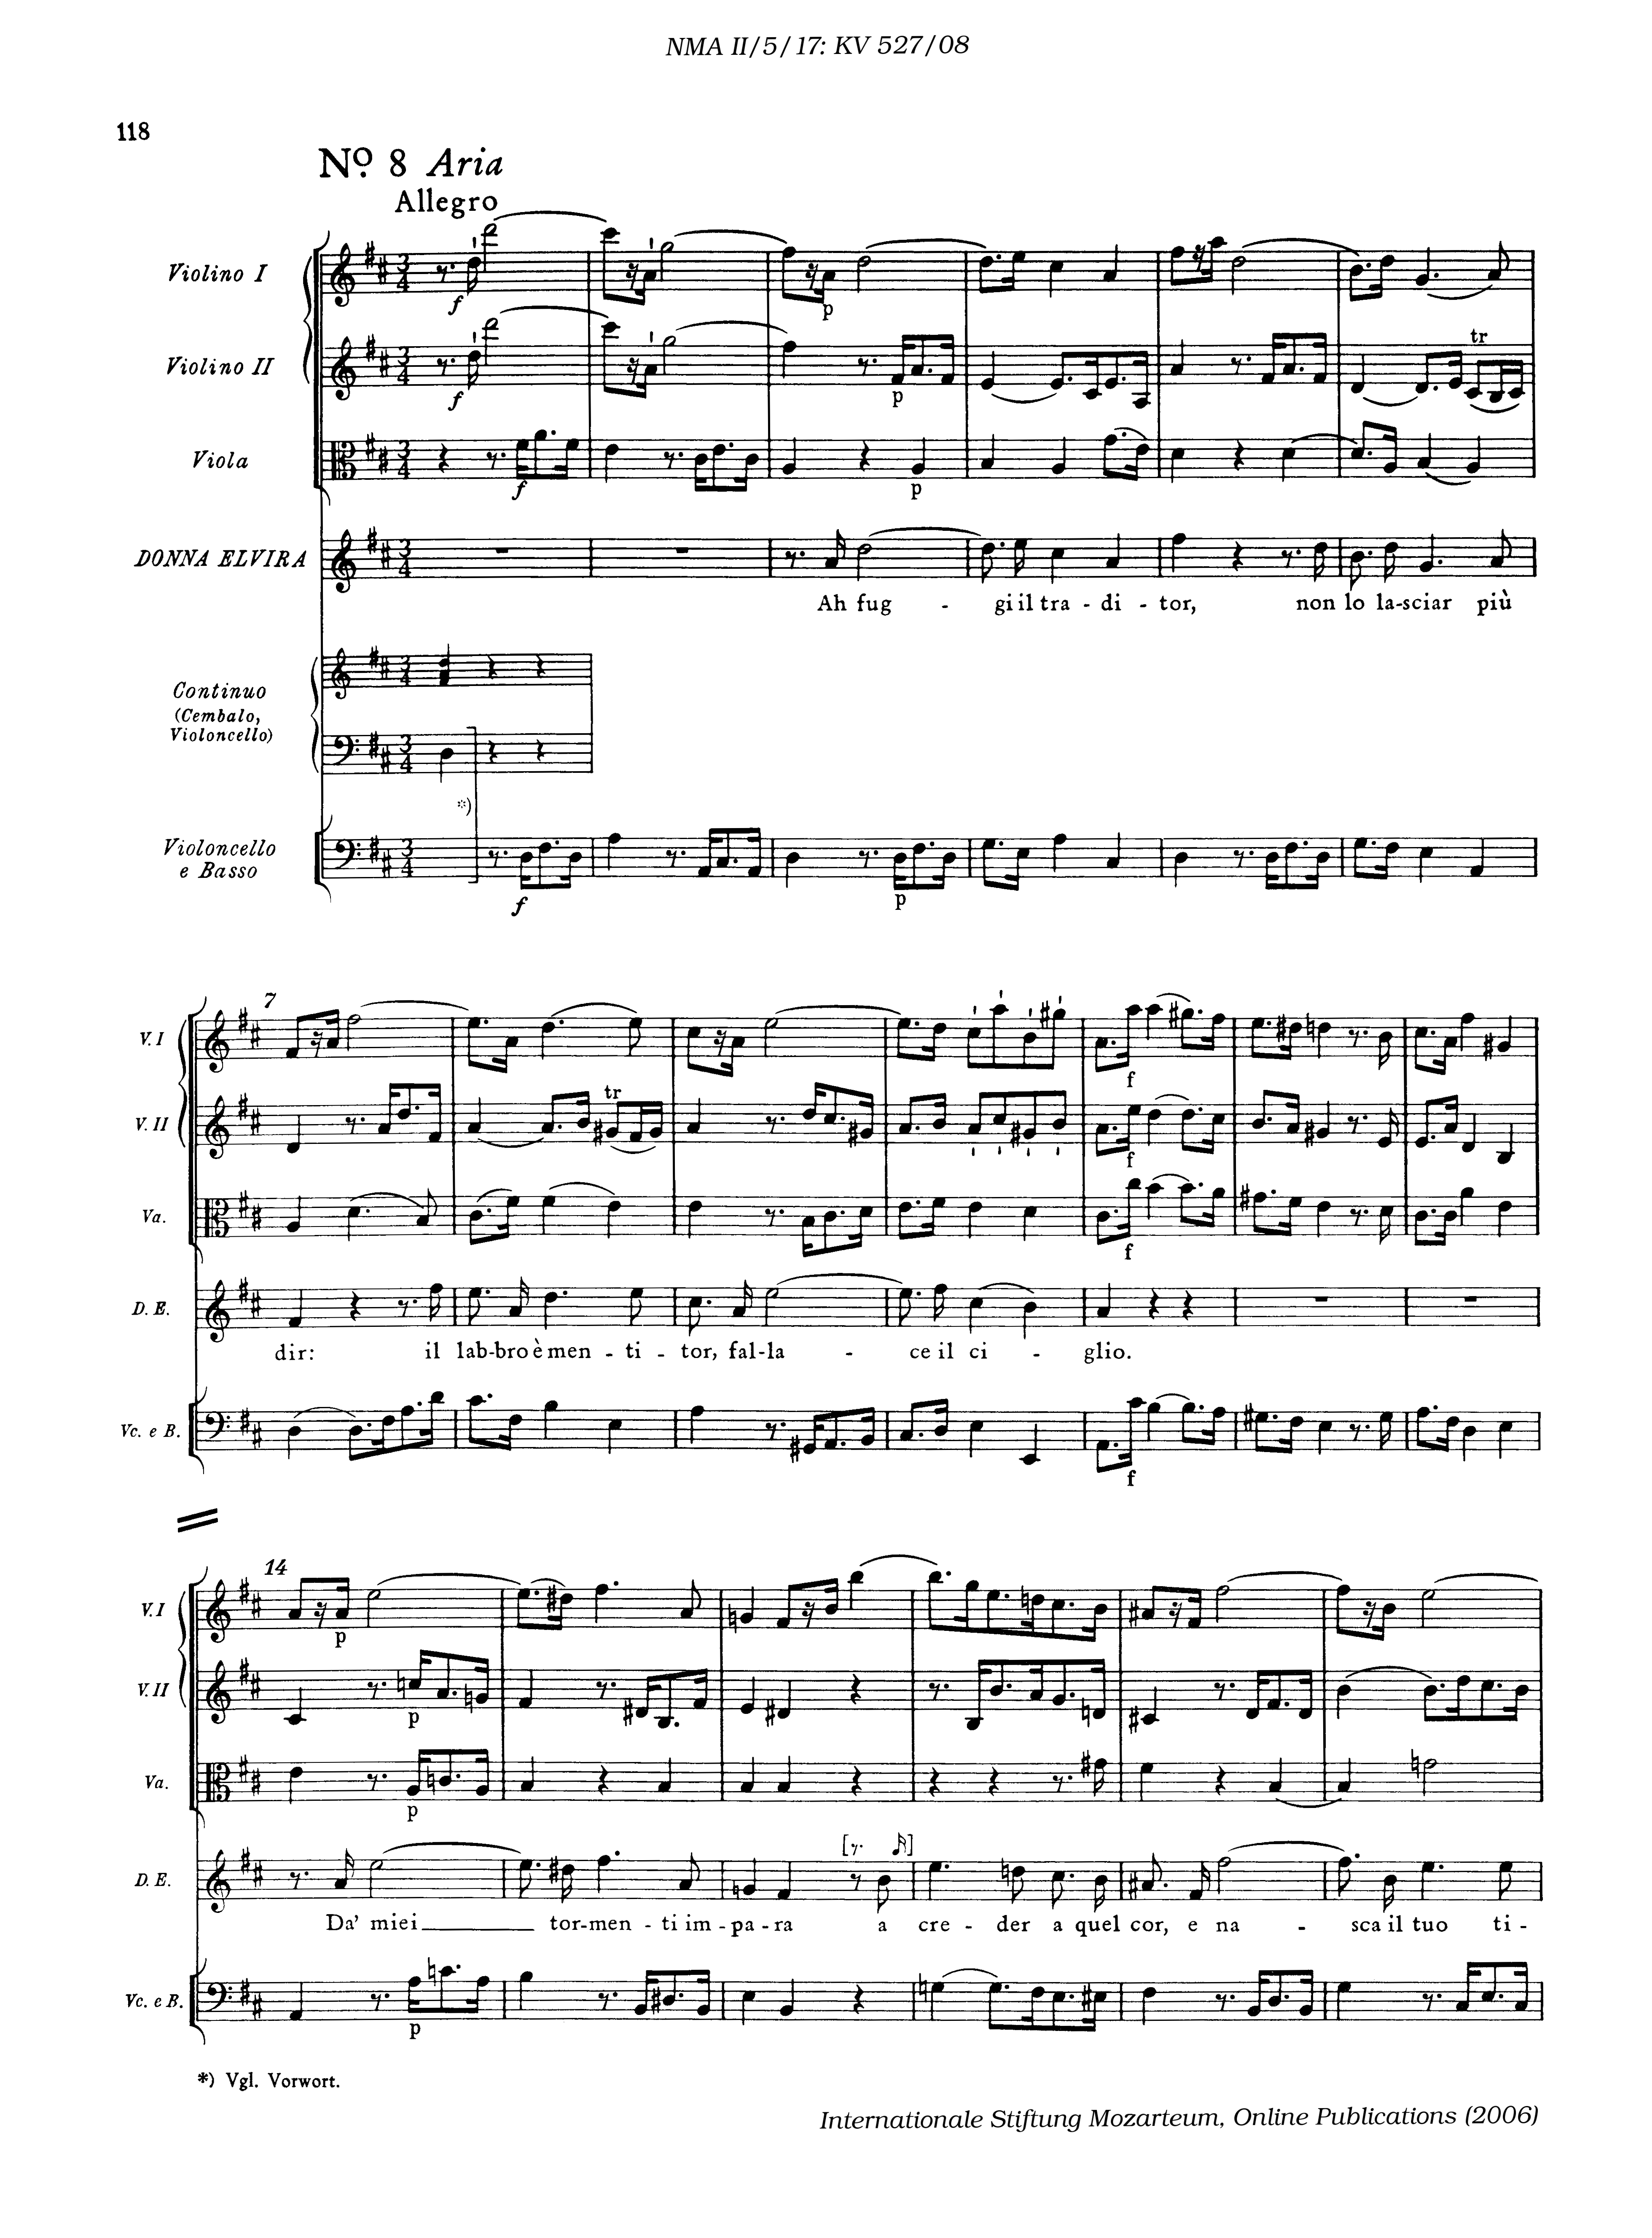 NMA II/5/17: KV 527/08
118
Nº. 8 Aria
Allegro
Violino I
f
p
Violino II
f
p
tr
Viola
f
p
DONNA ELVIRA
Ah fug - gi il tra - di - tor, non lo la-sciar più
Continuo
(Cembalo,
Violoncello)
*)
Violoncello
e Basso
f
p
7
V. I
f
V. II
tr
f
Va.
f
D. E.
dir: il lab-bro è men - ti - tor, fal-la - ce il ci - glio.
Vc. e B.
f
14
V. I
p
V. II
p
Va.
p
D. E.
Da' miei tor-men - ti im - pa - ra a cre - der a quel cor, e na - sca il tuo ti -
Vc. e B.
p
*) Vgl. Vorwort.
Internationale Stiftung Mozarteum, Online Publications (2006)